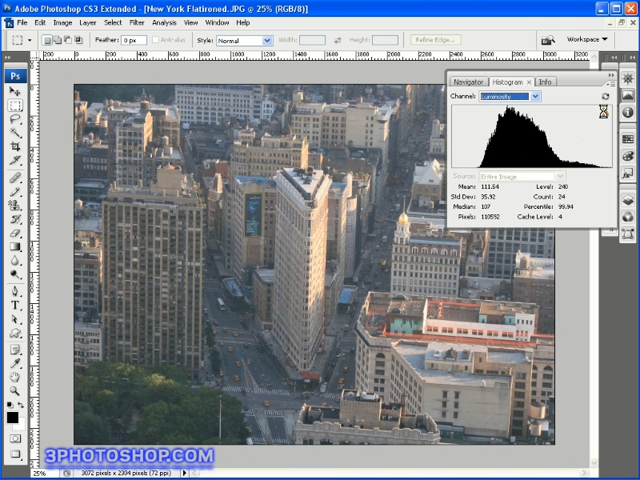 Adobe Photoshop CS3 Extended - [New York Flatironed.JPG @ 25% (RGB/8)]
File Edit Image Layer Select Filter Analysis View Window Help
Feather: 0 px Anti-alias Style: Normal Width: Height: Refine Edge... Workspace
Ps
Navigator Histogram Info
Channel: Luminosity
Source: Entire Image
Mean: 111.54 Level: 240
Std Dev: 35.92 Count: 24
Median: 107 Percentile: 99.94
Pixels: 110592 Cache Level: 4
3PHOTOSHOP.COM
25% 3072 pixels x 2304 pixels (72 ppi)